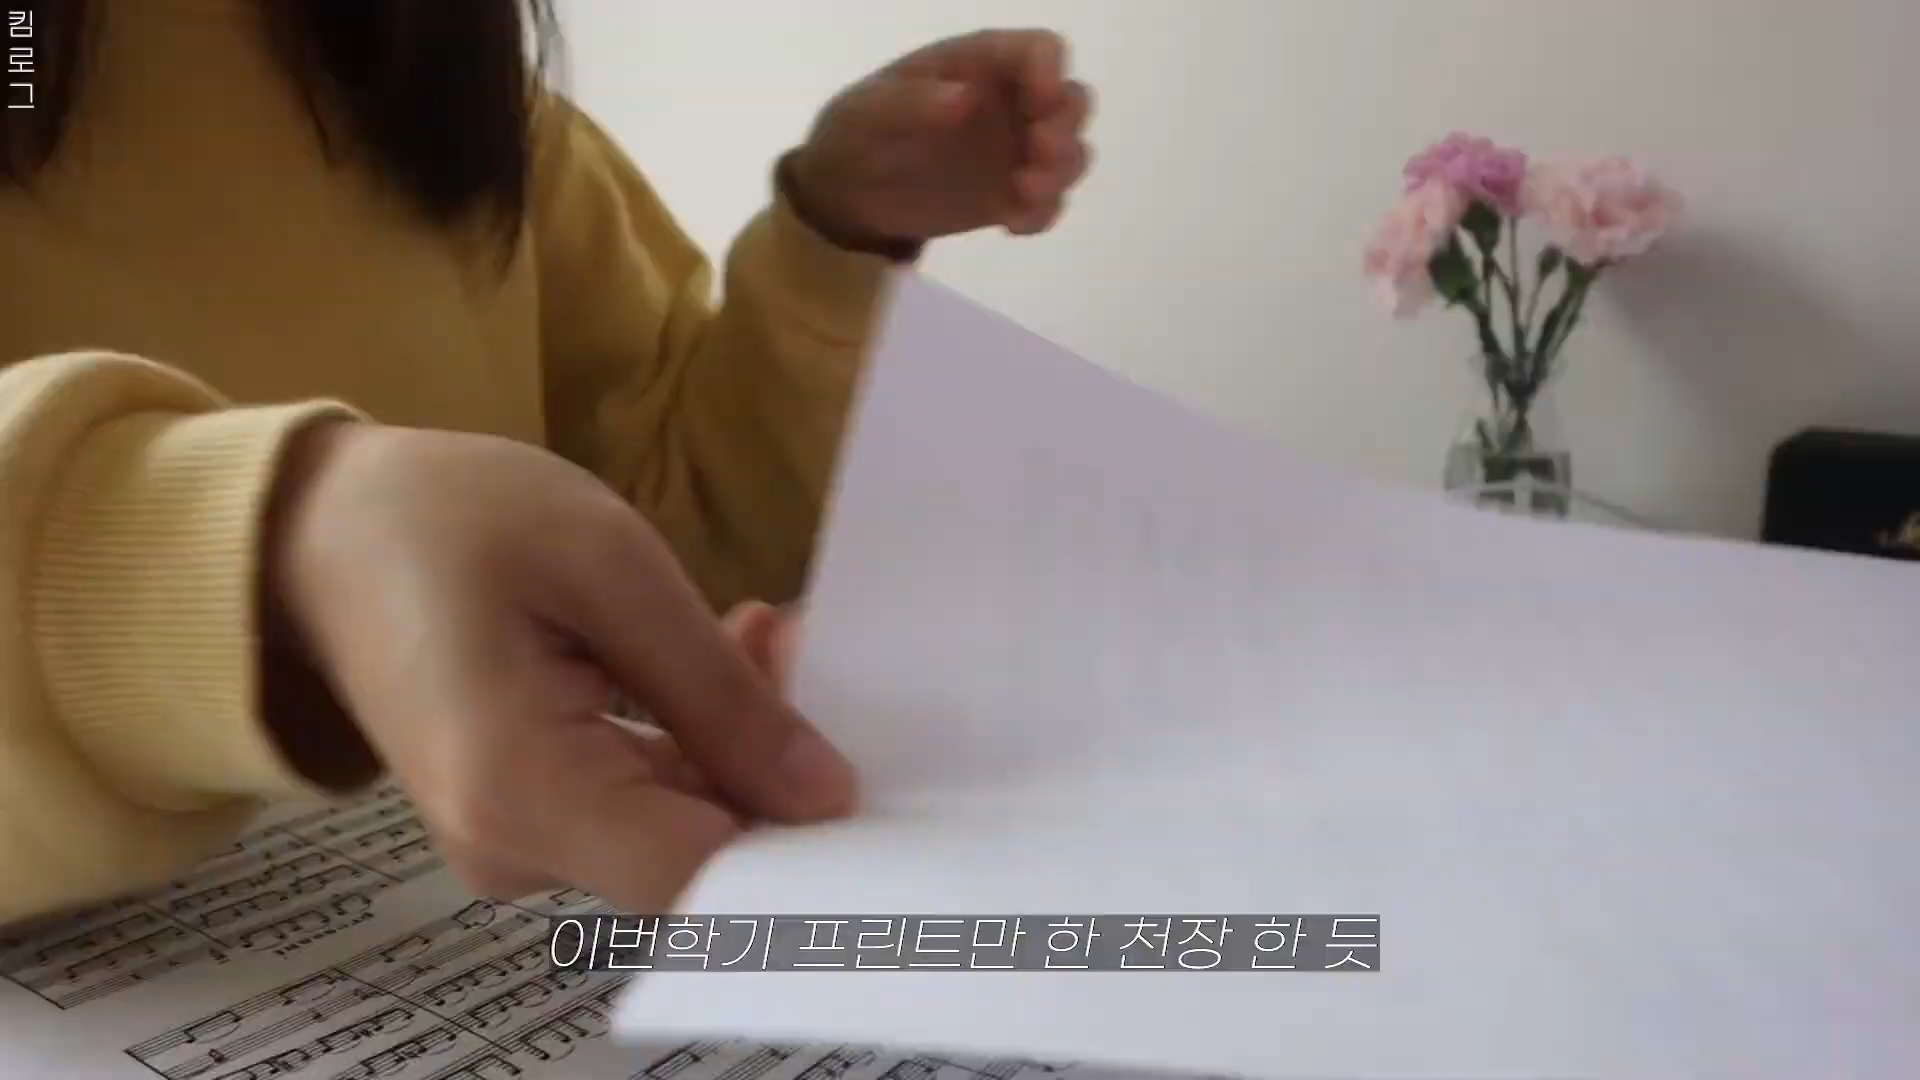 킴로그
이번학기 프린트만 한 천장 한 듯